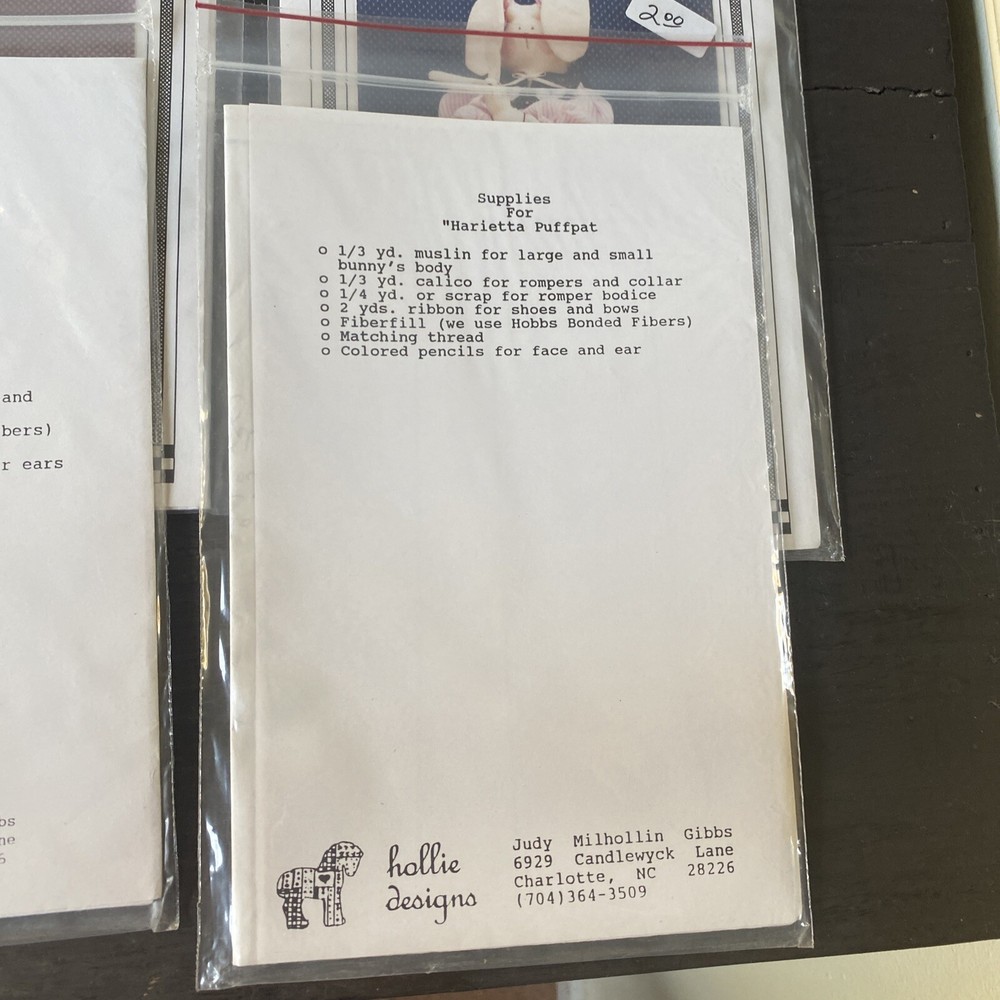 2.00
Supplies
For
"Harietta Puffpat
o 1/3 yd. muslin for large and small
bunny's body
o 1/3 yd. calico for rompers and collar
o 1/4 yd. or scrap for romper bodice
o 2 yds. ribbon for shoes and bows
o Fiberfill (we use Hobbs Bonded Fibers)
o Matching thread
o Colored pencils for face and ear
and
bers)
r ears
bs
ne
hollie
designs
Judy Milhollin Gibbs
6929 Candlewyck Lane
Charlotte, NC 28226
(704)364-3509